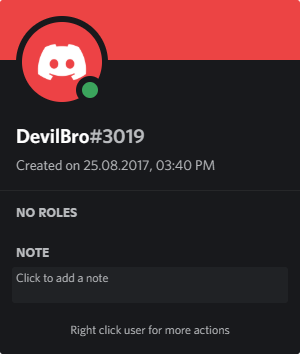 DevilBro#3019
Created on 25.08.2017, 03:40 PM
NO ROLES
NOTE
Click to add a note
Right click user for more actions